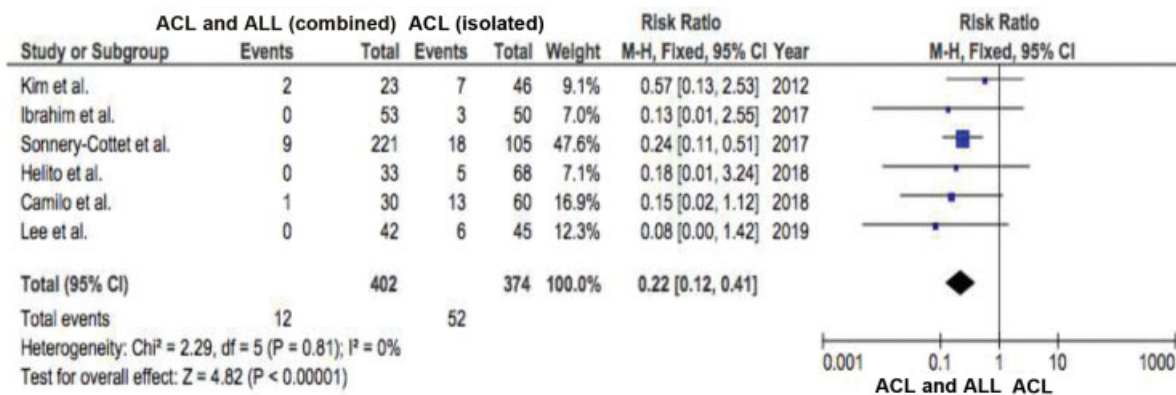 ACL and ALL (combined) ACL (isolated) Risk Ratio Risk Ratio
Study or Subgroup Events Total Events Total Weight M-H, Fixed, 95% CI Year M-H, Fixed, 95% CI
Kim et al. 2 23 7 46 9.1% 0.57 [0.13, 2.53] 2012
Ibrahim et al. 0 53 3 50 7.0% 0.13 [0.01, 2.55] 2017
Sonnery-Cottet et al. 9 221 18 105 47.6% 0.24 [0.11, 0.51] 2017
Helito et al. 0 33 5 68 7.1% 0.18 [0.01, 3.24] 2018
Camilo et al. 1 30 13 60 16.9% 0.15 [0.02, 1.12] 2018
Lee et al. 0 42 6 45 12.3% 0.08 [0.00, 1.42] 2019
Total (95% CI) 402 374 100.0% 0.22 [0.12, 0.41]
Total events 12 52
Heterogeneity: Chi² = 2.29, df = 5 (P = 0.81); I² = 0%
Test for overall effect: Z = 4.82 (P < 0.00001)
0.001 0.1 1 10 1000
ACL and ALL ACL